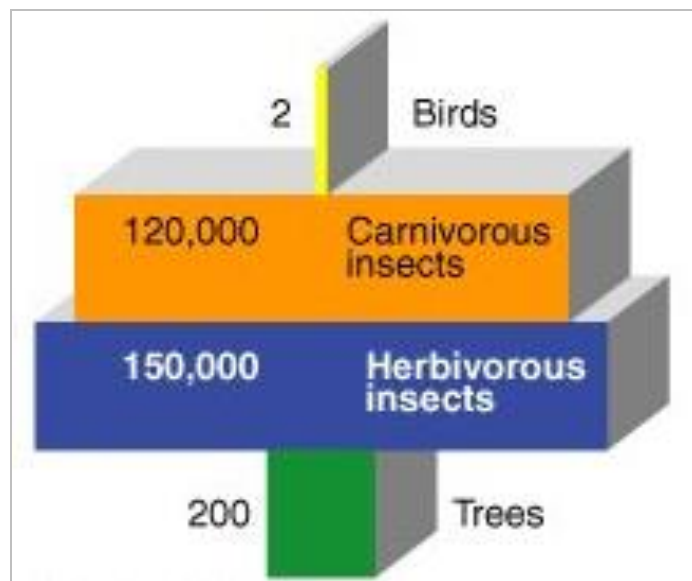 2 Birds
120,000 Carnivorous
insects
150,000 Herbivorous
insects
200 Trees